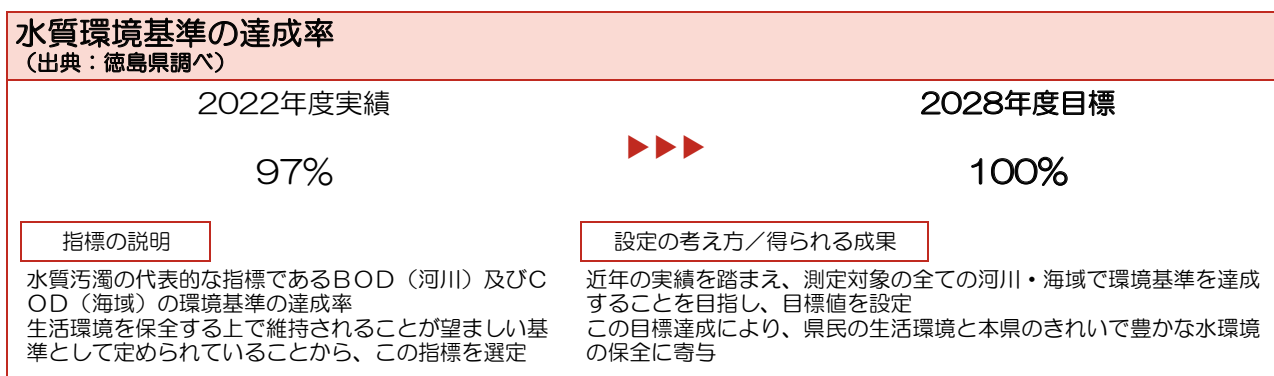 水質環境基準の達成率
（出典：徳島県調べ）
2022年度実績
2028年度目標
97%
▶▶▶
100%
指標の説明
水質汚濁の代表的な指標であるＢＯＤ（河川）及びＣ
ＯＤ（海域）の環境基準の達成率
生活環境を保全する上で維持されることが望ましい基
準として定められていることから、この指標を選定
設定の考え方／得られる成果
近年の実績を踏まえ、測定対象の全ての河川・海域で環境基準を達成
することを目指し、目標値を設定
この目標達成により、県民の生活環境と本県のきれいで豊かな水環境
の保全に寄与